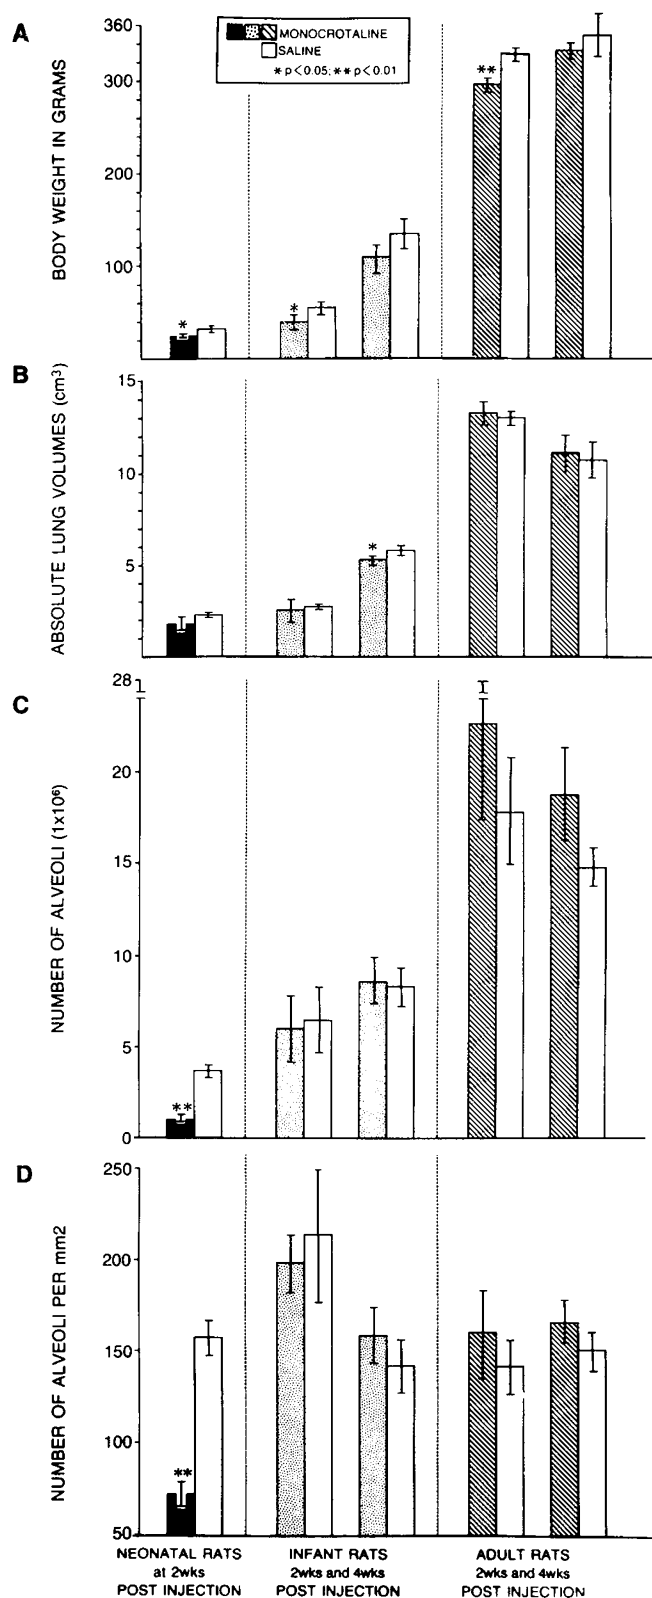 A
BODY WEIGHT IN GRAMS
360
300
200
100
MONOCROTALINE
SALINE
* p<0.05; ** p<0.01
*
*
**
B
ABSOLUTE LUNG VOLUMES (cm³)
15
10
5
*
C
NUMBER OF ALVEOLI (1x10⁶)
28
20
15
10
5
0
**
D
NUMBER OF ALVEOLI PER mm2
250
200
150
100
50
**
NEONATAL RATS
at 2wks
POST INJECTION
INFANT RATS
2wks and 4wks
POST INJECTION
ADULT RATS
2wks and 4wks
POST INJECTION